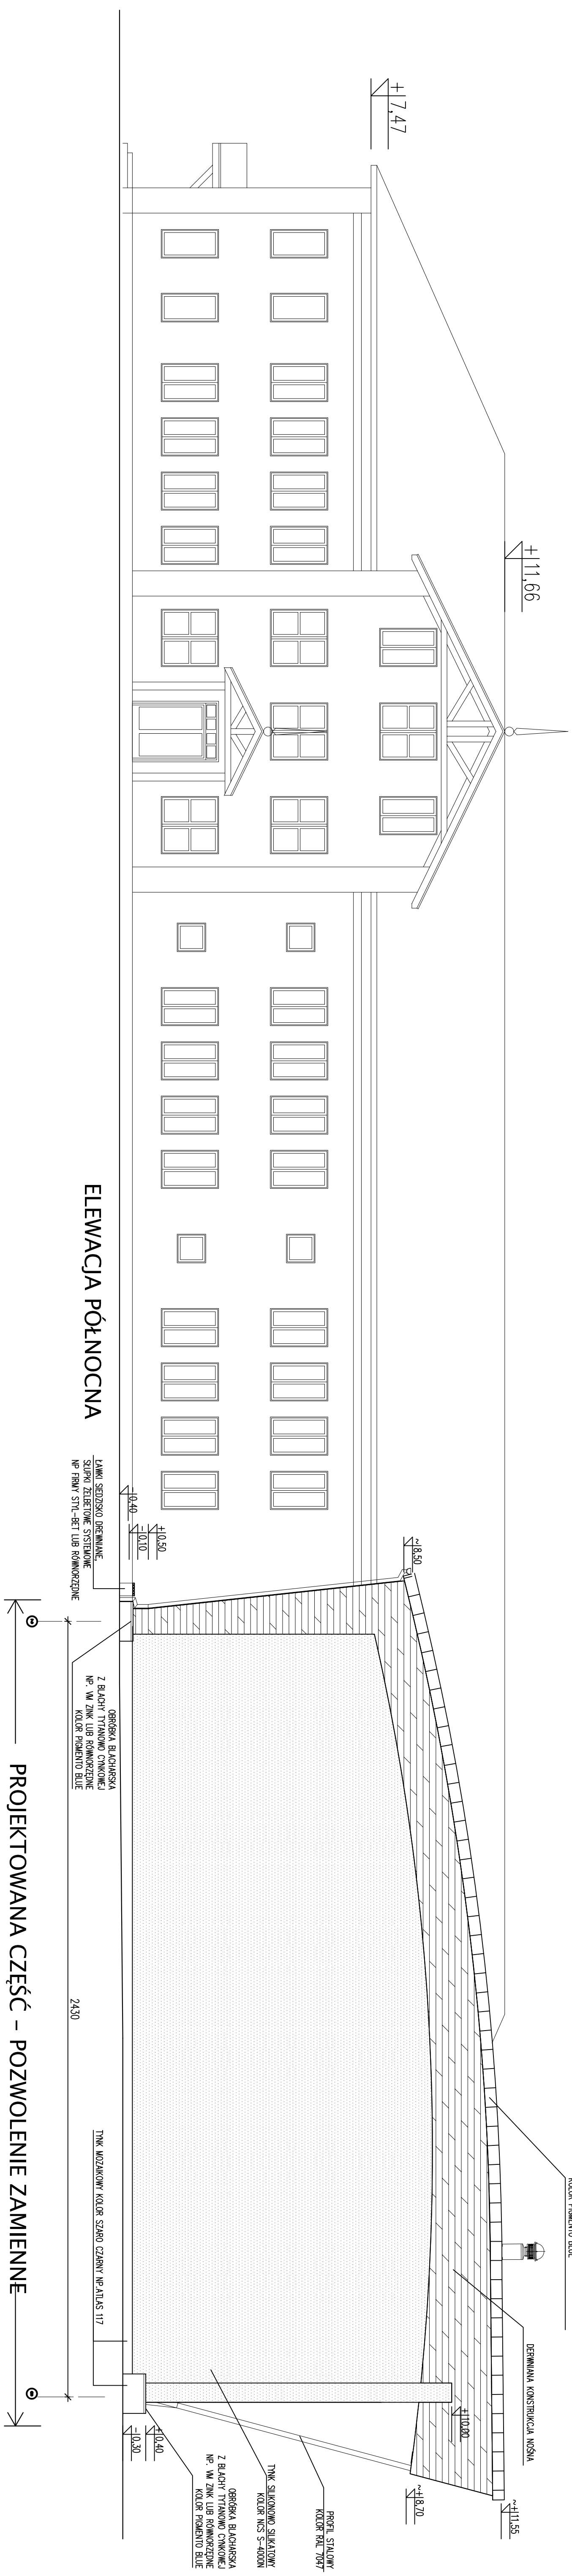 +7,47
+11,66
ELEWACJA PÓŁNOCNA
ŁAWKI SIEDZISKO DREWNIANE,
SŁUPKI ŻELBETOWE SYSTEMOWE
NP FIRMY STYL-BET LUB RÓWNORZĘDNE
-0,40
-0,10
+0,50
~8,50
OBRÓBKA BLACHARSKA
Z BLACHY TYTANOWO CYNKOWEJ
NP. VM ZINK LUB RÓWNORZĘDNE
KOLOR PIGMENTO BLUE
2430
PROJEKTOWANA CZĘŚĆ - POZWOLENIE ZAMIENNE
TYNK MOZAIKOWY KOLOR SZARO CZARNY NP.ATLAS 117
KOLOR PIGMENTO BLUE
DERWNIANA KONSTRUKCJA NOŚNA
+10,00
~+11,55
~+8,70
PROFIL STALOWY
KOLOR RAL 7047
TYNK SILIKONOWO SILIKATOWY
KOLOR NCS S-4000N
OBRÓBKA BLACHARSKA
Z BLACHY TYTANOWO CYNKOWEJ
NP. VM ZINK LUB RÓWNORZĘDNE
KOLOR PIGMENTO BLUE
+0,40
-0,30